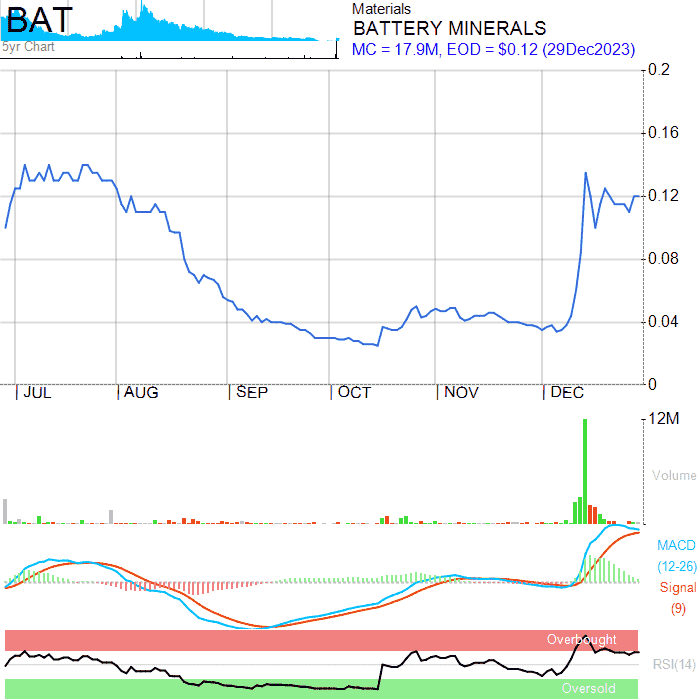 BAT
5yr Chart
Materials
BATTERY MINERALS
MC = 17.9M, EOD = $0.12 (29Dec2023)
0.2
0.16
0.12
0.08
0.04
0
JUL AUG SEP OCT NOV DEC
12M
Volume
MACD
(12-26)
Signal
(9)
Overbought
RSI(14)
Oversold